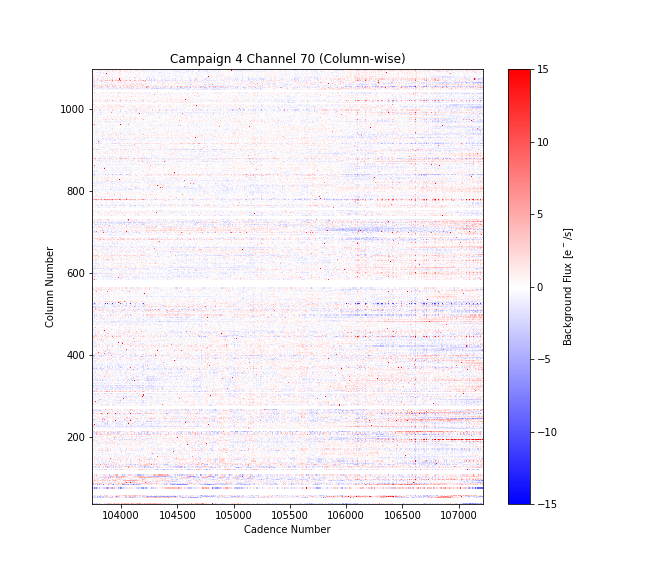 Campaign 4 Channel 70 (Column-wise)
Column Number
1000
800
600
400
200
104000 104500 105000 105500 106000 106500 107000
Cadence Number
15
10
5
0
−5
−10
−15
Background Flux [e⁻/s]